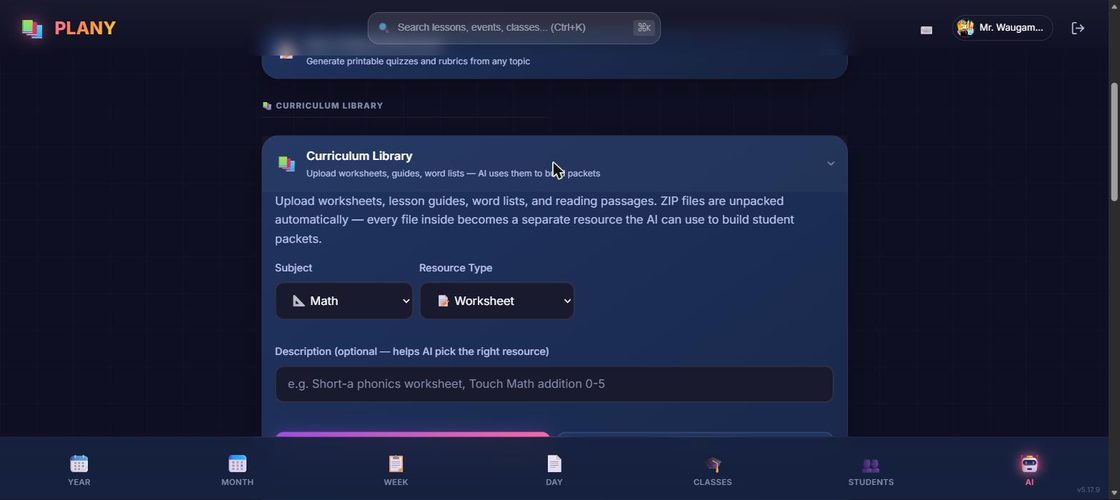 PLANY
Search lessons, events, classes... (Ctrl+K)
⌘K
Mr. Waugam...
Generate printable quizzes and rubrics from any topic
CURRICULUM LIBRARY
Curriculum Library
Upload worksheets, guides, word lists — AI uses them to packets
Upload worksheets, lesson guides, word lists, and reading passages. ZIP files are unpacked
automatically — every file inside becomes a separate resource the AI can use to build student
packets.
Subject
Resource Type
Math
Worksheet
Description (optional — helps AI pick the right resource)
e.g. Short-a phonics worksheet, Touch Math addition 0-5
YEAR
MONTH
WEEK
DAY
CLASSES
STUDENTS
AI
v5.17.9